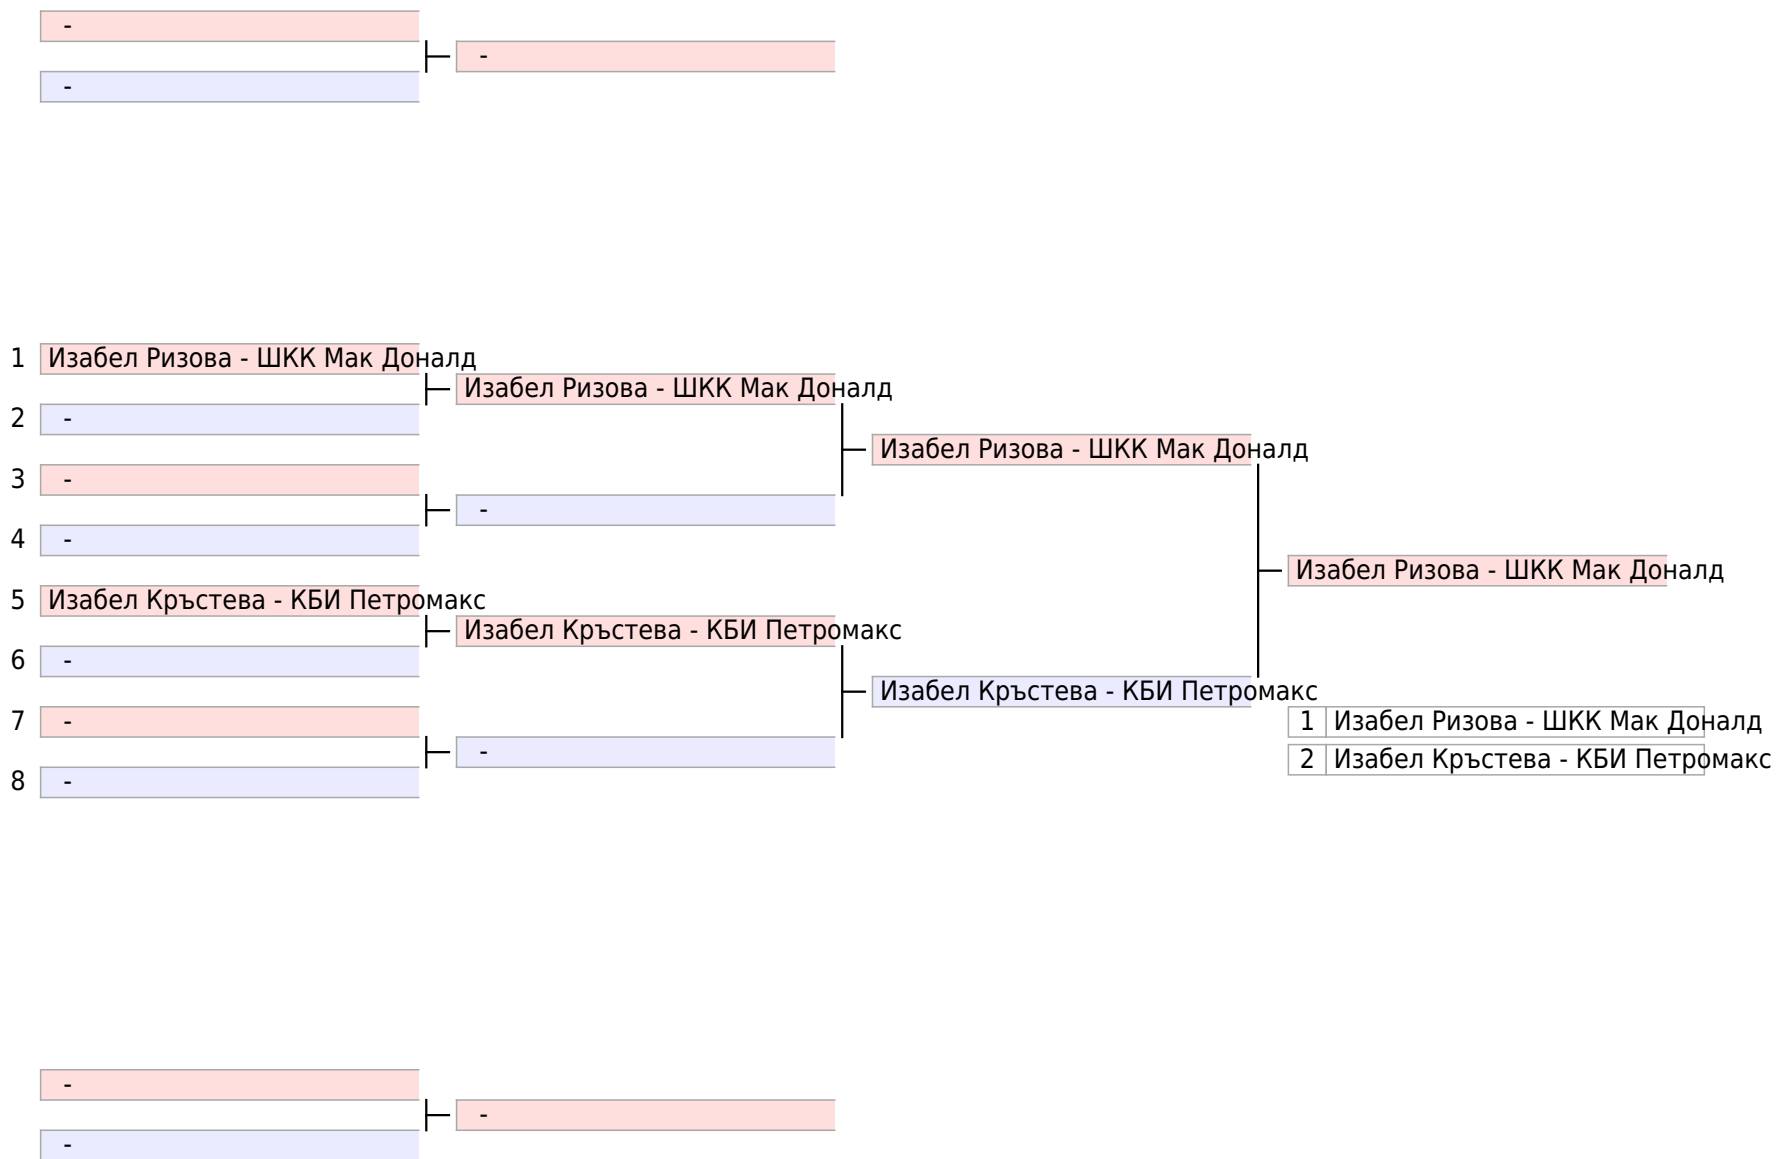 -
-
-
1 Изабел Ризова - ШКК Мак Доналд
Изабел Ризова - ШКК Мак Доналд
2 -
Изабел Ризова - ШКК Мак Доналд
3 -
-
4 -
Изабел Ризова - ШКК Мак Доналд
5 Изабел Кръстева - КБИ Петромакс
Изабел Кръстева - КБИ Петромакс
6 -
Изабел Кръстева - КБИ Петромакс
7 -
1 Изабел Ризова - ШКК Мак Доналд
-
2 Изабел Кръстева - КБИ Петромакс
8 -
-
-
-